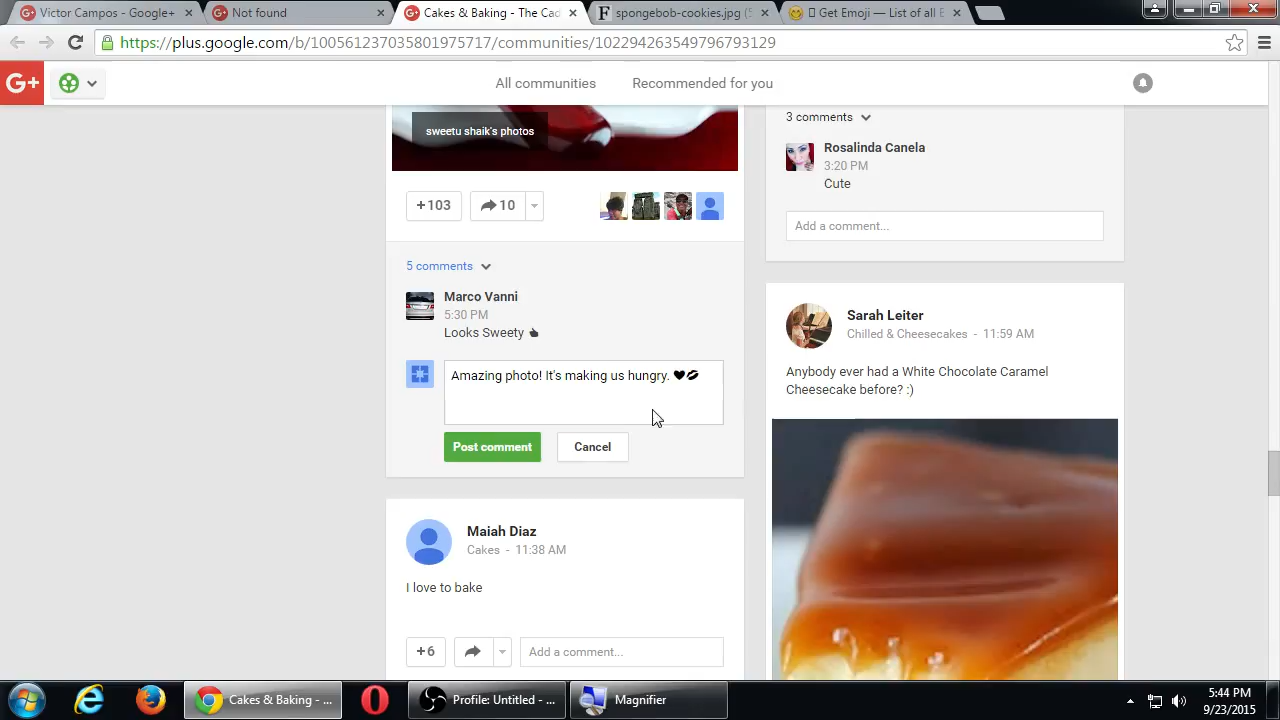 Victor Campos - Google+
Not found
Cakes & Baking - The Cad
spongebob-cookies.jpg (5
Get Emoji — List of all E
https://plus.google.com/b/100561237035801975717/communities/102294263549796793129
G+
All communities
Recommended for you
sweetu shaik's photos
+103
10
5 comments
Marco Vanni
5:30 PM
Looks Sweety
Amazing photo! It's making us hungry. ❤💋
Post comment
Cancel
Maiah Diaz
Cakes - 11:38 AM
I love to bake
+6
Add a comment...
3 comments
Rosalinda Canela
3:20 PM
Cute
Add a comment...
Sarah Leiter
Chilled & Cheesecakes - 11:59 AM
Anybody ever had a White Chocolate Caramel
Cheesecake before? :)
Cakes & Baking - ...
Profile: Untitled - ...
Magnifier
5:44 PM
9/23/2015